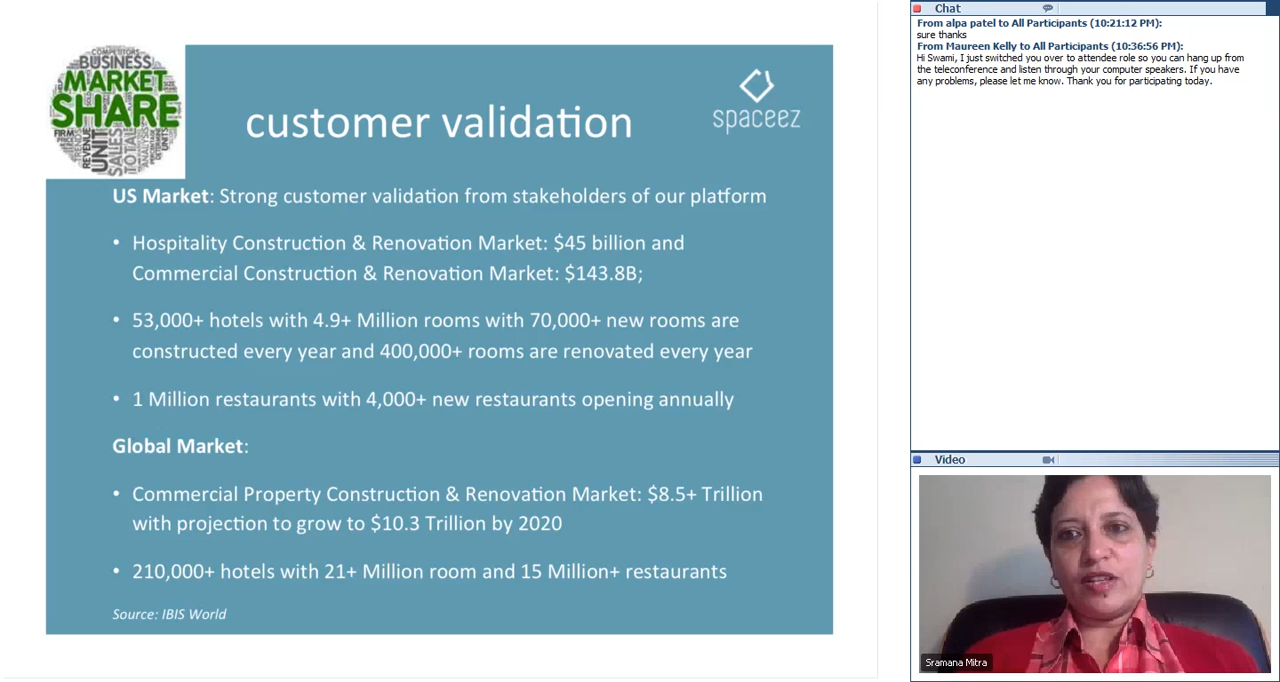 COMPETITORS
BUSINESS
MARKET
SHARE
FIRM
REVENUE
UNIT
SALES
TOTAL
UNITS
customer validation
spaceez
US Market: Strong customer validation from stakeholders of our platform
• Hospitality Construction & Renovation Market: $45 billion and
Commercial Construction & Renovation Market: $143.8B;
• 53,000+ hotels with 4.9+ Million rooms with 70,000+ new rooms are
constructed every year and 400,000+ rooms are renovated every year
• 1 Million restaurants with 4,000+ new restaurants opening annually
Global Market:
• Commercial Property Construction & Renovation Market: $8.5+ Trillion
with projection to grow to $10.3 Trillion by 2020
• 210,000+ hotels with 21+ Million room and 15 Million+ restaurants
Source: IBIS World
Chat
From alpa patel to All Participants (10:21:12 PM):
sure thanks
From Maureen Kelly to All Participants (10:36:56 PM):
Hi Swami, I just switched you over to attendee role so you can hang up from
the teleconference and listen through your computer speakers. If you have
any problems, please let me know. Thank you for participating today.
Video
Sramana Mitra